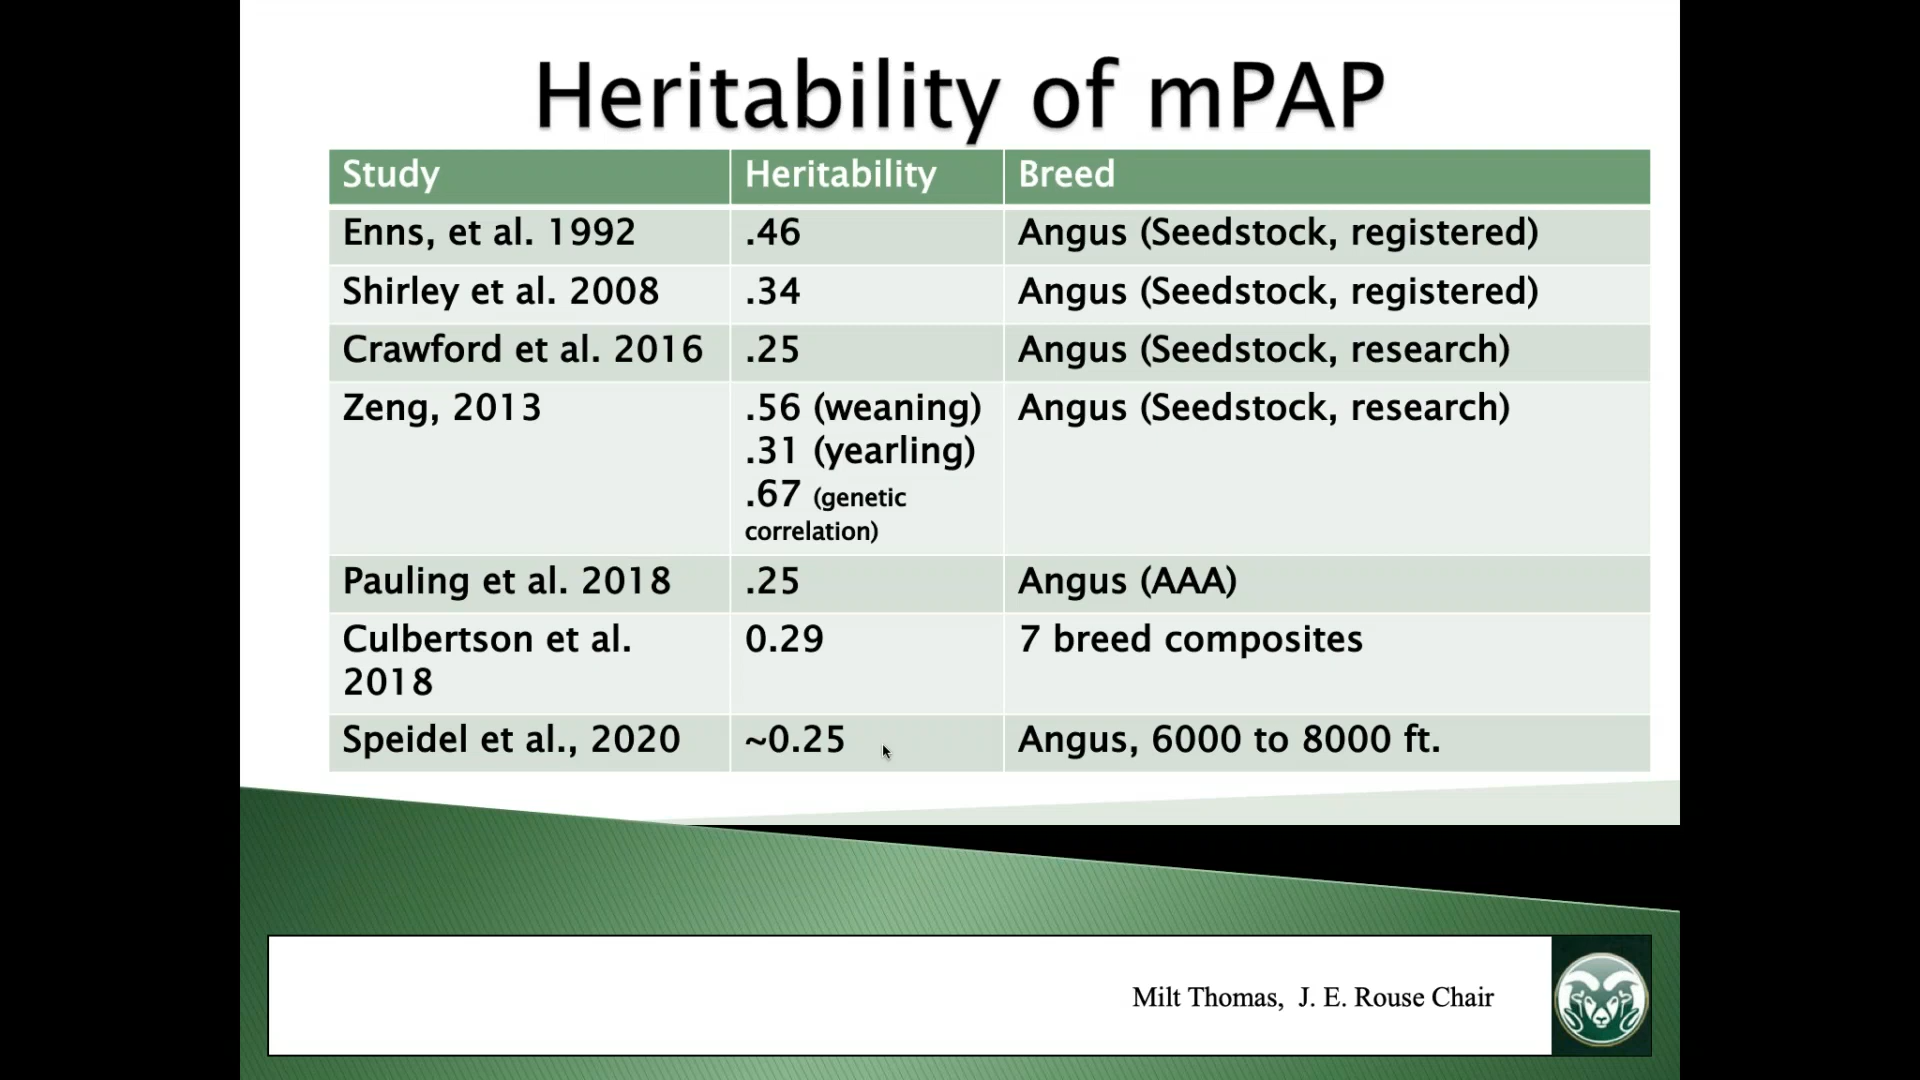 Heritability of mPAP
Study Heritability Breed
Enns, et al. 1992 .46 Angus (Seedstock, registered)
Shirley et al. 2008 .34 Angus (Seedstock, registered)
Crawford et al. 2016 .25 Angus (Seedstock, research)
Zeng, 2013 .56 (weaning) Angus (Seedstock, research)
.31 (yearling)
.67 (genetic
correlation)
Pauling et al. 2018 .25 Angus (AAA)
Culbertson et al. 0.29 7 breed composites
2018
Speidel et al., 2020 ~0.25 Angus, 6000 to 8000 ft.
Milt Thomas, J. E. Rouse Chair